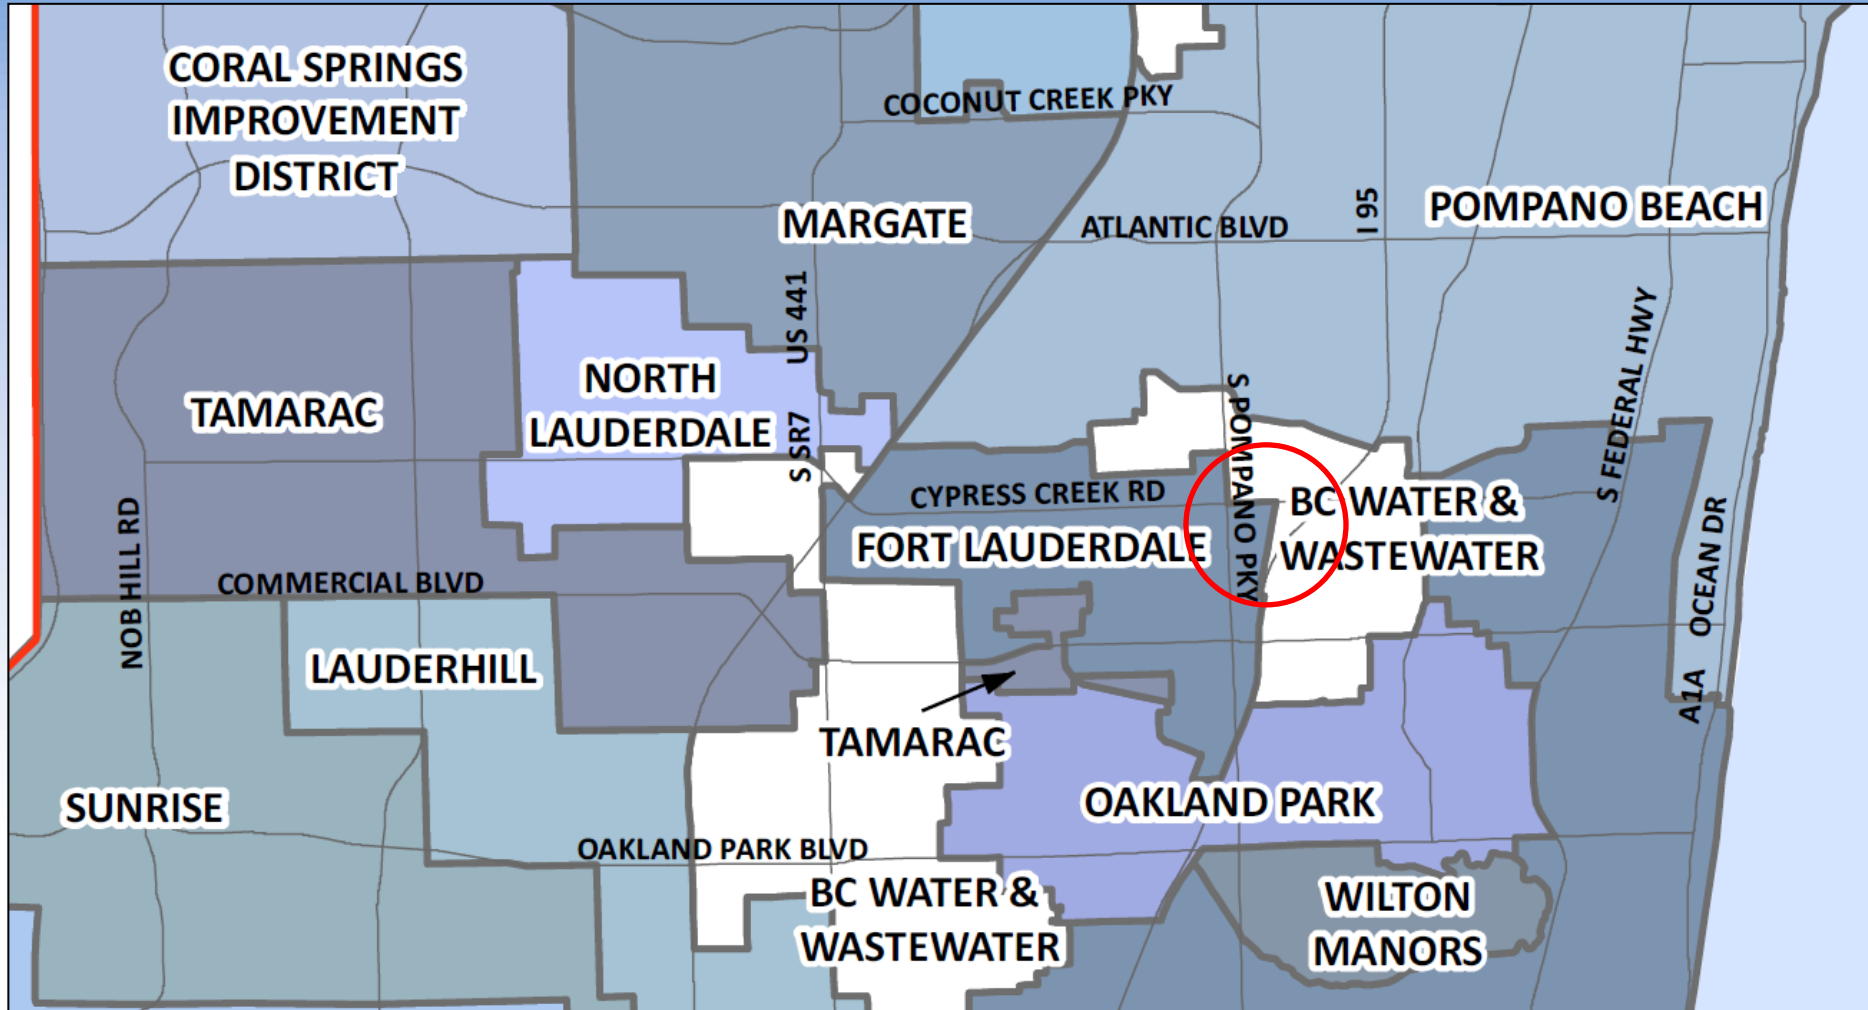 CORAL SPRINGS
IMPROVEMENT
DISTRICT
COCONUT CREEK PKY
MARGATE
ATLANTIC BLVD
I 95
POMPANO BEACH
US 441
S SR7
TAMARAC
NORTH
LAUDERDALE
S POMPANO PKY
S FEDERAL HWY
CYPRESS CREEK RD
FORT LAUDERDALE
BC WATER &
WASTEWATER
NOB HILL RD
COMMERCIAL BLVD
A1A OCEAN DR
LAUDERHILL
TAMARAC
SUNRISE
OAKLAND PARK
OAKLAND PARK BLVD
BC WATER &
WASTEWATER
WILTON
MANORS